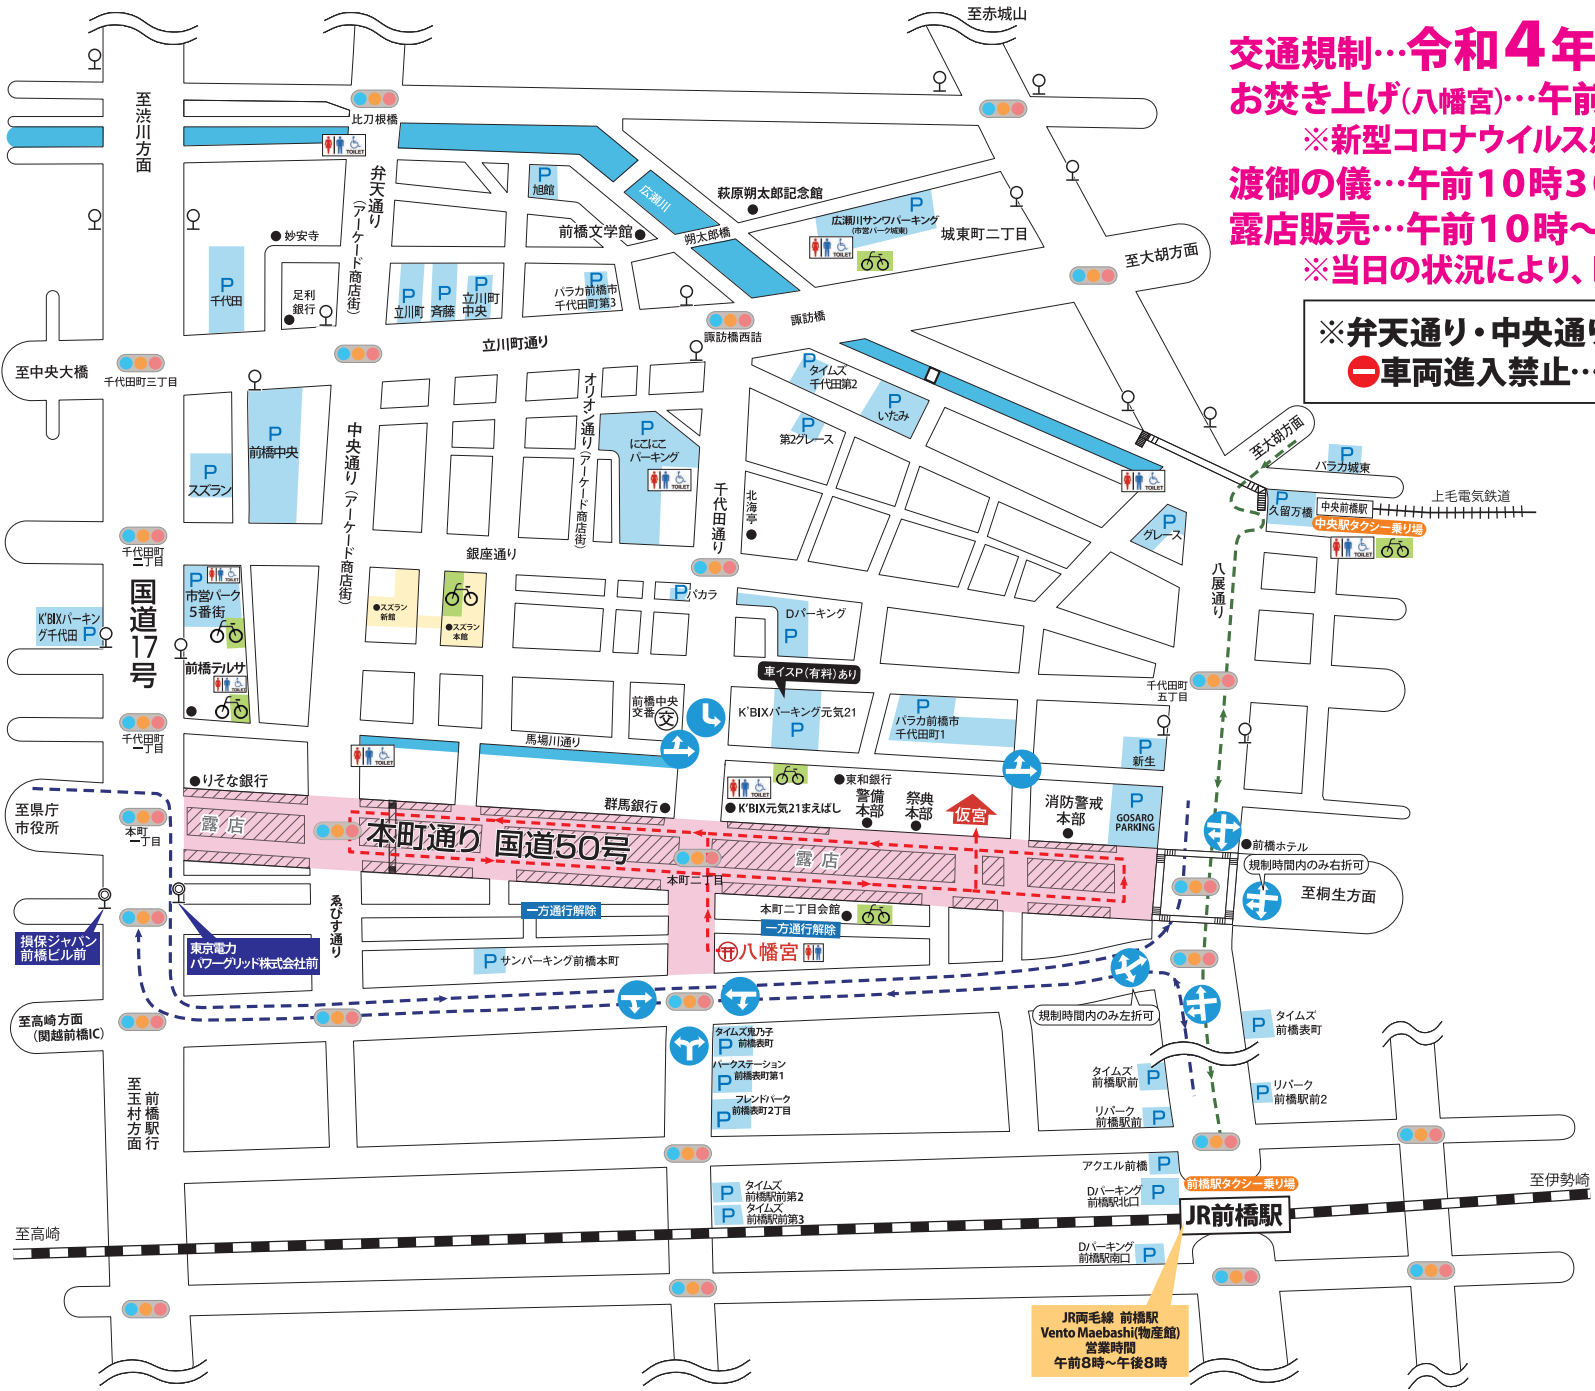 至赤城山
交通規制…令和4年
お焚き上げ(八幡宮)…午前
※新型コロナウイルス
渡御の儀…午前10時3
露店販売…午前10時～
※当日の状況により、
※弁天通り・中央通り
車両進入禁止…
至渋川方面
比刀根橋
TOILET
弁天通り
(アーケード商店街)
P
旭館
広瀬川
萩原朔太郎記念館
前橋文学館
朔太郎橋
P
広瀬川サンワパーキング
(市営パーク城東)
TOILET
城東町二丁目
至大胡方面
妙安寺
P
千代田
足利
銀行
P
立川町
P
斉藤
P
立川町
中央
P
パラカ前橋市
千代田町第3
諏訪橋西詰
諏訪橋
立川町通り
至中央大橋
千代田町三丁目
P
前橋中央
P
スズラン
中央通り
(アーケード商店街)
オリオン通り
(アーケード商店街)
P
にこにこ
パーキング
TOILET
P
タイムズ
千代田第2
P
いたみ
P
第2グレース
北海亭
千代田通り
TOILET
P
グレース
至大胡方面
P
パラカ城東
P
久留万橋
中央前橋駅
上毛電気鉄道
中央駅タクシー乗り場
TOILET
千代田町
二丁目
銀座通り
国道17号
P
TOILET
市営パーク
5番街
K'BIXパーキン
グ千代田 P
前橋テルサ
TOILET
スズラン
新館
スズラン
本館
P パカラ
Dパーキング
P
八展通り
車イスP(有料)あり
前橋中央
交番
交
K'BIXパーキング元気21
P
P
パラカ前橋市
千代田町1
千代田町
五丁目
千代田町
一丁目
馬場川通り
TOILET
P
新生
りそな銀行
群馬銀行
TOILET
K'BIX元気21まえばし
東和銀行
警備
本部
祭典
本部
仮宮
消防警戒
本部
P
GOSARO
PARKING
至県庁
市役所
本町
一丁目
露店
本町通り 国道50号
露店
本町二丁目
前橋ホテル
規制時間内のみ右折可
至桐生方面
ゑびす通り
一方通行解除
本町二丁目会館
一方通行解除
八幡宮
損保ジャパン
前橋ビル前
東京電力
パワーグリッド株式会社前
P サンパーキング前橋本町
規制時間内のみ左折可
至高崎方面
(関越前橋IC)
タイムズ鬼乃子
前橋表町
P
パークステーション
前橋表町第1
P
フレンドパーク
前橋表町2丁目
P
P
タイムズ
前橋表町
タイムズ
前橋駅前
P
リパーク
前橋駅前
P
P
リパーク
前橋駅前2
前橋駅行
至玉村方面
アクエル前橋
P
前橋駅タクシー乗り場
Dパーキング
前橋駅北口
P
P
タイムズ
前橋駅前第2
P
タイムズ
前橋駅前第3
JR前橋駅
至伊勢崎
至高崎
Dパーキング
前橋駅南口
P
JR両毛線 前橋駅
Vento Maebashi(物産館)
営業時間
午前8時～午後8時